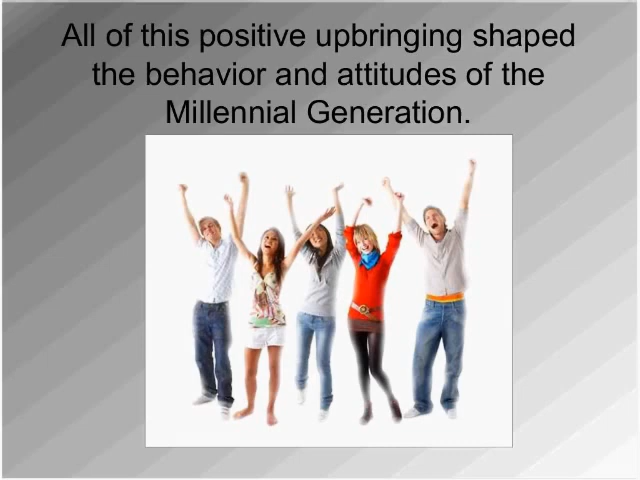 All of this positive upbringing shaped
the behavior and attitudes of the
Millennial Generation.